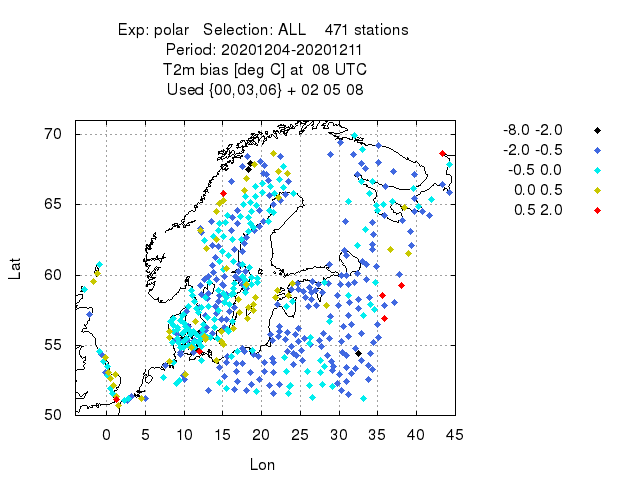 Exp: polar Selection: ALL 471 stations
Period: 20201204-20201211
T2m bias [deg C] at 08 UTC
Used {00,03,06} + 02 05 08
70
65
60
55
50
Lat
0 5 10 15 20 25 30 35 40 45
Lon
-8.0 -2.0
-2.0 -0.5
-0.5 0.0
0.0 0.5
0.5 2.0